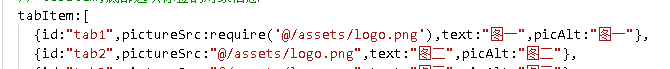 tabItem:[
{id:"tab1",pictureSrc:require('@/assets/logo.png'),text:"图一",picAlt:"图一"},
{id:"tab2",pictureSrc:"@/assets/logo.png",text:"图二",picAlt:"图二"},